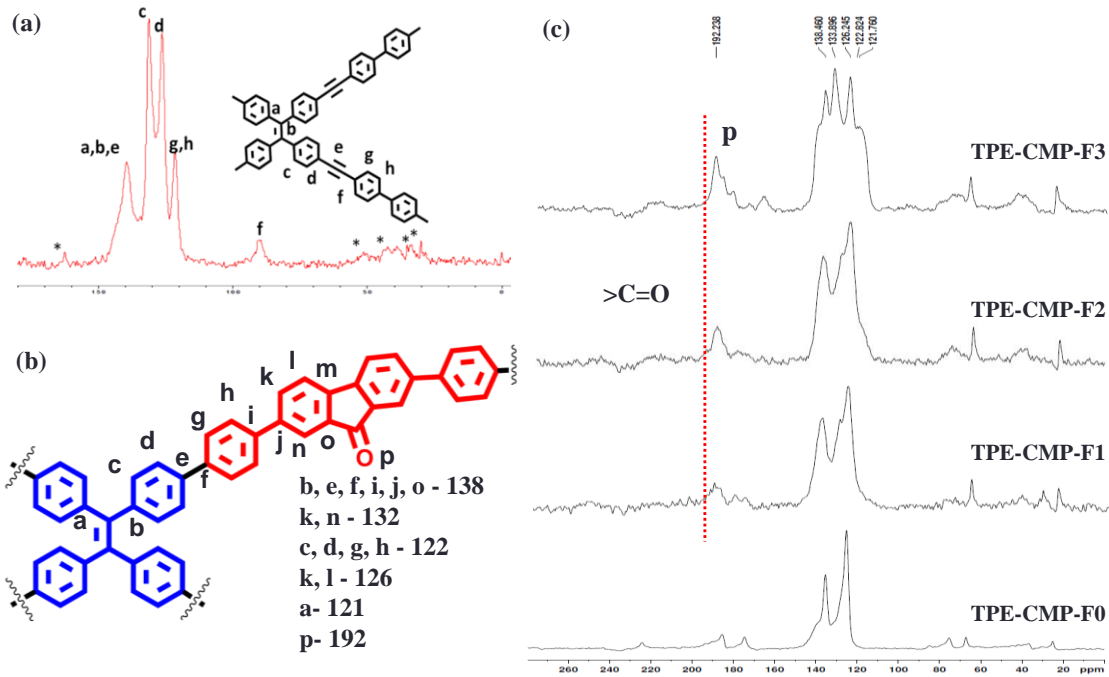 (a)
c
d
a,b,e
g,h
f
*
*
*
*
*
a
b
c
d
e
f
g
h
150
100
50
0
(b)
a
b
c
d
e
f
g
h
i
j
k
l
m
n
o
O
p
b, e, f, i, j, o - 138
k, n - 132
c, d, g, h - 122
k, l - 126
a- 121
p- 192
(c)
192.238
138.460
133.896
126.245
122.824
121.760
p
>C=O
TPE-CMP-F3
TPE-CMP-F2
TPE-CMP-F1
TPE-CMP-F0
260 240 220 200 180 160 140 120 100 80 60 40 20 ppm